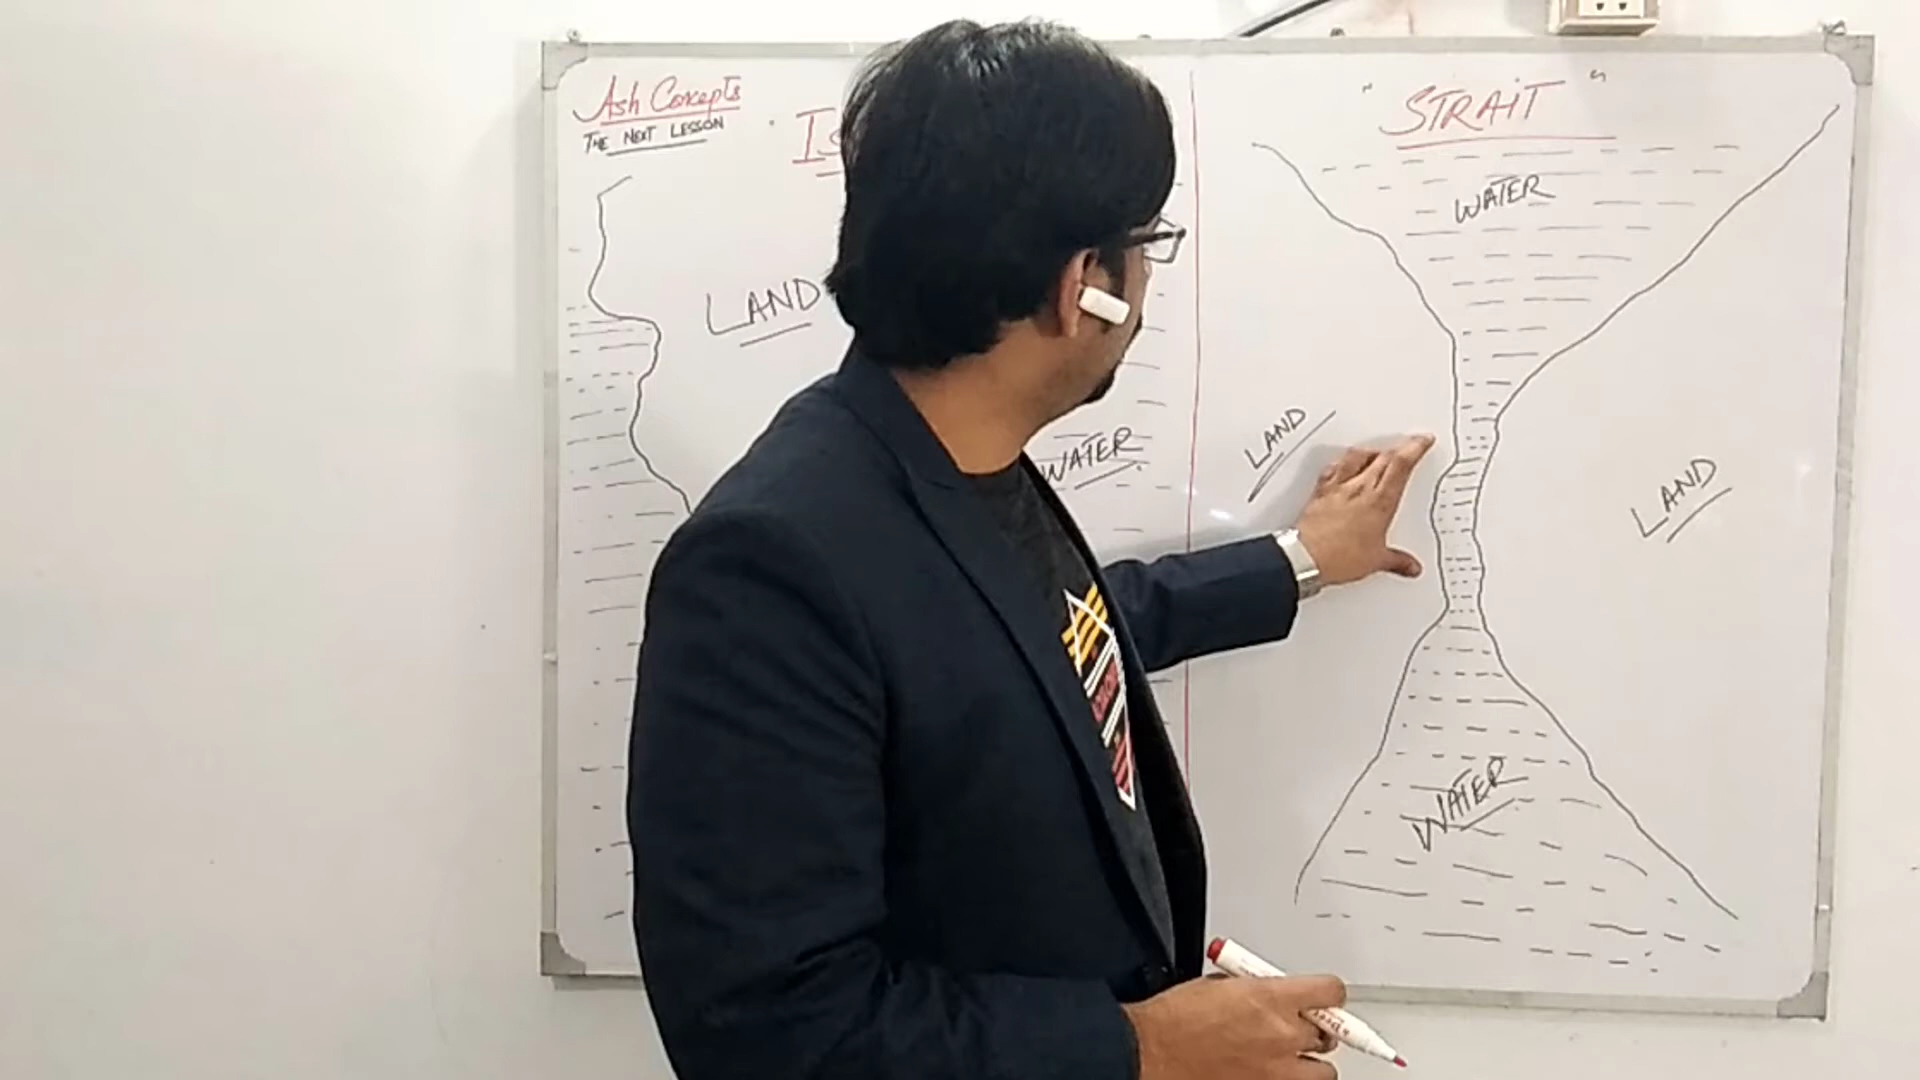 Ash Concepts
THE NEXT LESSON
LAND
WATER
" STRAIT "
WATER
LAND
LAND
WATER